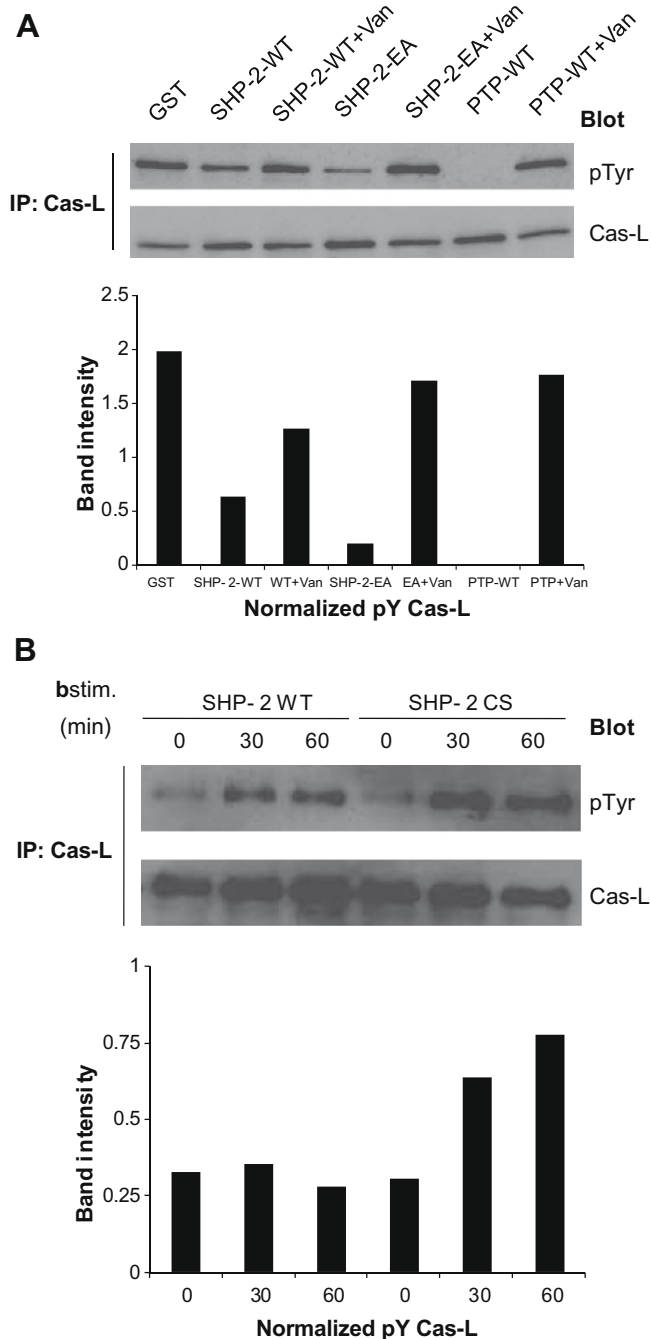 A
GST SHP-2-WT SHP-2-WT+Van SHP-2-EA SHP-2-EA+Van PTP-WT PTP-WT+Van
Blot
pTyr
IP: Cas-L
Cas-L
2.5
2
1.5
1
0.5
0
Band intensity
GST SHP- 2-WT WT+Van SHP-2-EA EA+Van PTP-WT PTP+Van
Normalized pY Cas-L
B
bstim.
(min)
SHP- 2 WT SHP- 2 CS
0 30 60 0 30 60 Blot
pTyr
IP: Cas-L
Cas-L
1
0.75
0.5
0.25
0
Band intensity
0 30 60 0 30 60
Normalized pY Cas-L